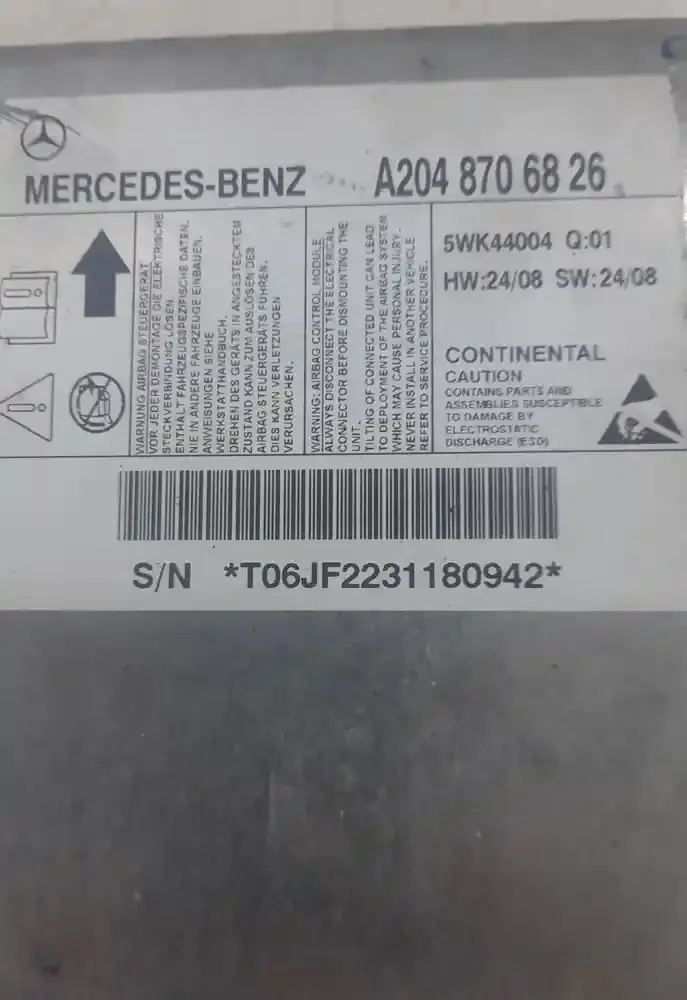 MERCEDES-BENZ
A204 870 68 26
WARNUNG AIRBAG STEUERGERÄT
VOR JEDER DEMONTAGE DIE ELEKTRISCHE
STECKVERBINDUNG LÖSEN.
ENTHÄLT FAHRZEUGSPEZIFISCHE DATEN.
NIE IN ANDERE FAHRZEUGE EINBAUEN.
ANWEISUNGEN SIEHE
WERKSTATTHANDBUCH.
DREHEN DES GERÄTS IN ANGESTECKTEM
ZUSTAND KANN ZUM AUSLÖSEN DES
AIRBAG STEUERGERÄTS FÜHREN.
DIES KANN VERLETZUNGEN
VERURSACHEN.
WARNING: AIRBAG CONTROL MODULE
ALWAYS DISCONNECT THE ELECTRICAL
CONNECTOR BEFORE DISMOUNTING THE
UNIT.
TILTING OF CONNECTED UNIT CAN LEAD
TO DEPLOYMENT OF THE AIRBAG SYSTEM
WHICH MAY CAUSE PERSONAL INJURY.
NEVER INSTALL IN ANOTHER VEHICLE.
REFER TO SERVICE PROCEDURE.
5WK44004 Q:01
HW:24/08 SW:24/08
CONTINENTAL
CAUTION
CONTAINS PARTS AND
ASSEMBLIES SUSCEPTIBLE
TO DAMAGE BY
ELECTROSTATIC
DISCHARGE (ESD)
S/N *T06JF2231180942*